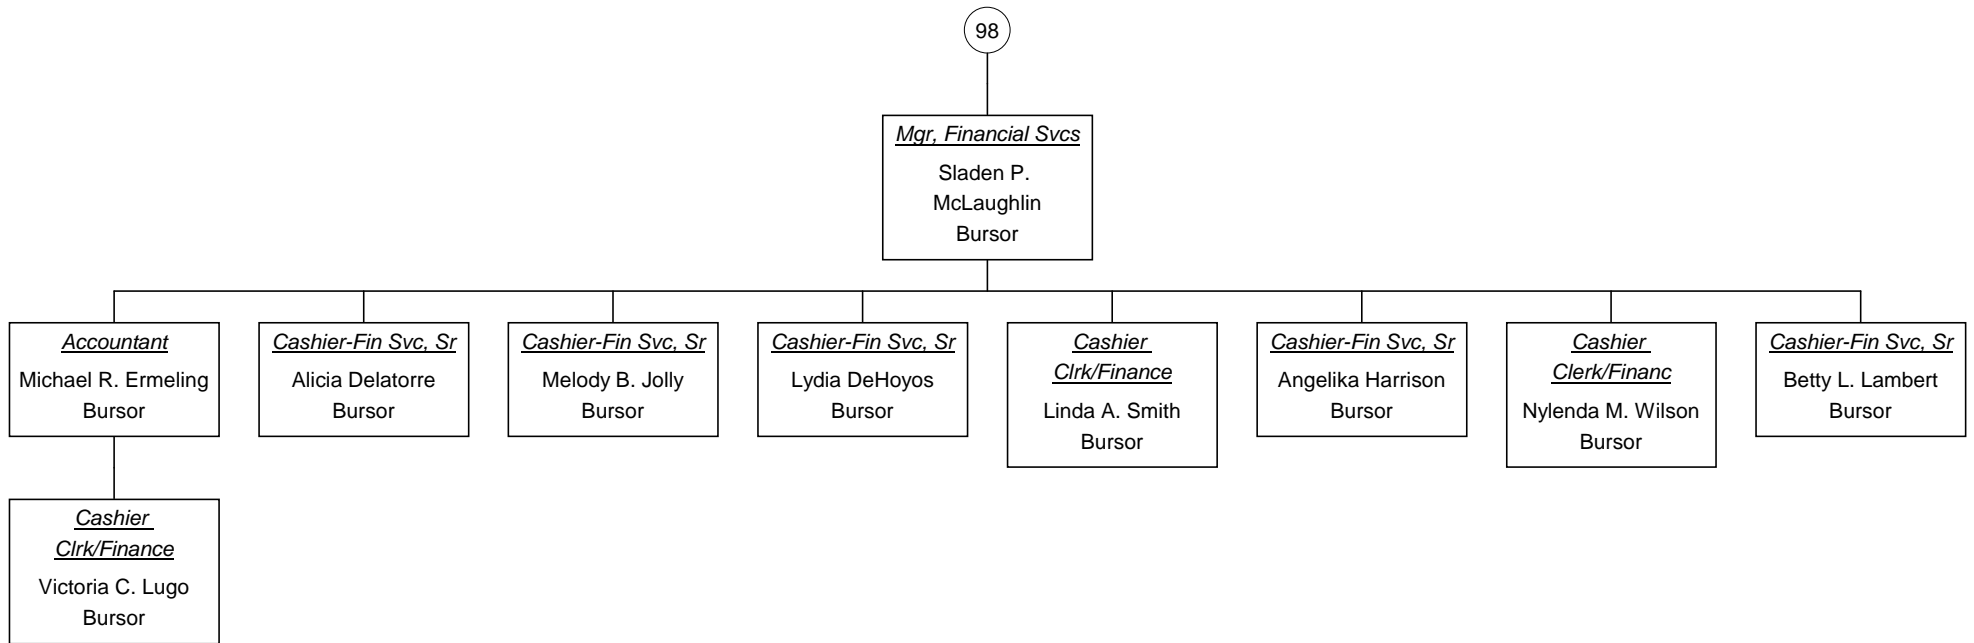 98
Mgr, Financial Svcs
Sladen P.
McLaughlin
Bursor
Accountant
Michael R. Ermeling
Bursor
Cashier-Fin Svc, Sr
Alicia Delatorre
Bursor
Cashier-Fin Svc, Sr
Melody B. Jolly
Bursor
Cashier-Fin Svc, Sr
Lydia DeHoyos
Bursor
Cashier
Clrk/Finance
Linda A. Smith
Bursor
Cashier-Fin Svc, Sr
Angelika Harrison
Bursor
Cashier
Clerk/Financ
Nylenda M. Wilson
Bursor
Cashier-Fin Svc, Sr
Betty L. Lambert
Bursor
Cashier
Clrk/Finance
Victoria C. Lugo
Bursor